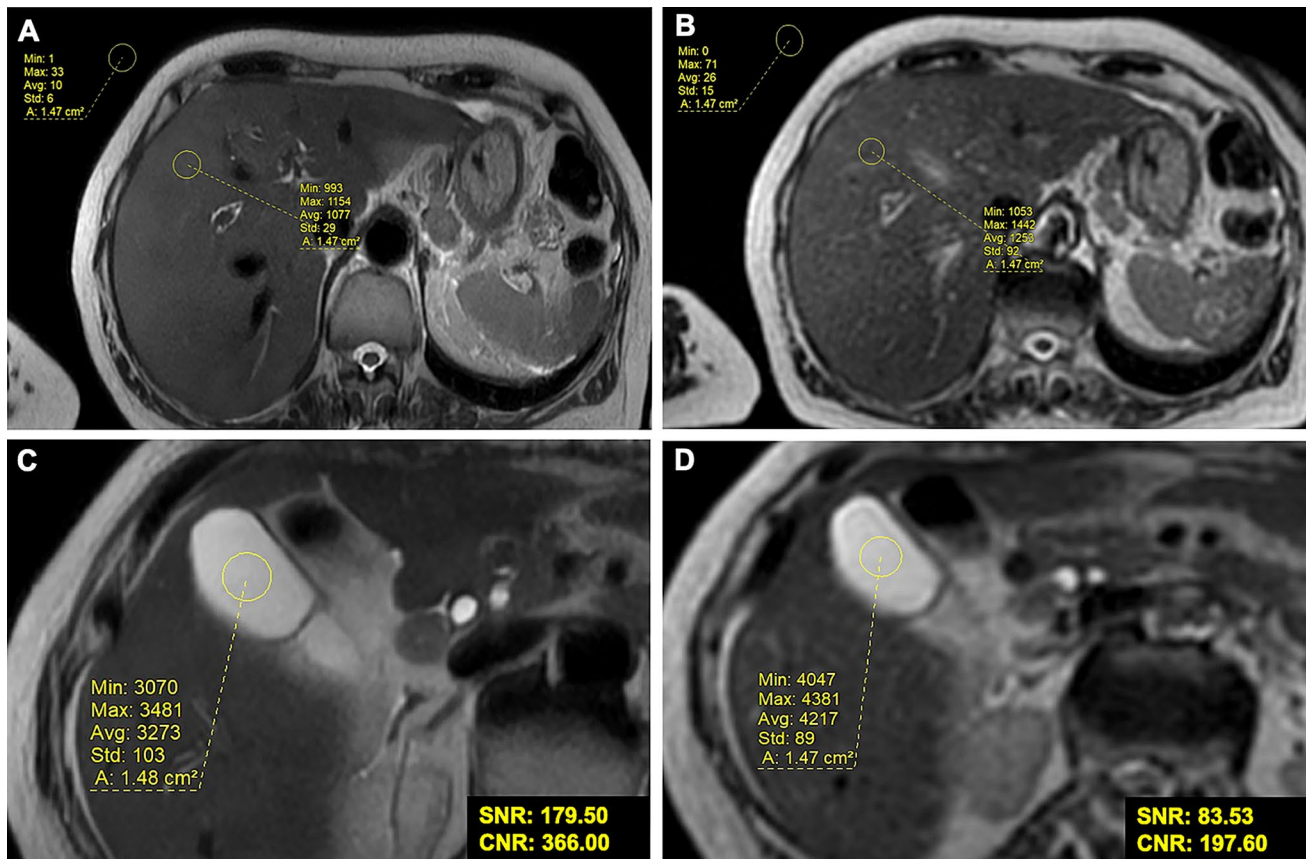 A
Min: 1
Max: 33
Avg: 10
Std: 6
A: 1.47 cm²
Min: 993
Max: 1154
Avg: 1077
Std: 29
A: 1.47 cm²
B
Min: 0
Max: 71
Avg: 26
Std: 15
A: 1.47 cm²
Min: 1053
Max: 1442
Avg: 1253
Std: 92
A: 1.47 cm²
C
Min: 3070
Max: 3481
Avg: 3273
Std: 103
A: 1.48 cm²
SNR: 179.50
CNR: 366.00
D
Min: 4047
Max: 4381
Avg: 4217
Std: 89
A: 1.47 cm²
SNR: 83.53
CNR: 197.60